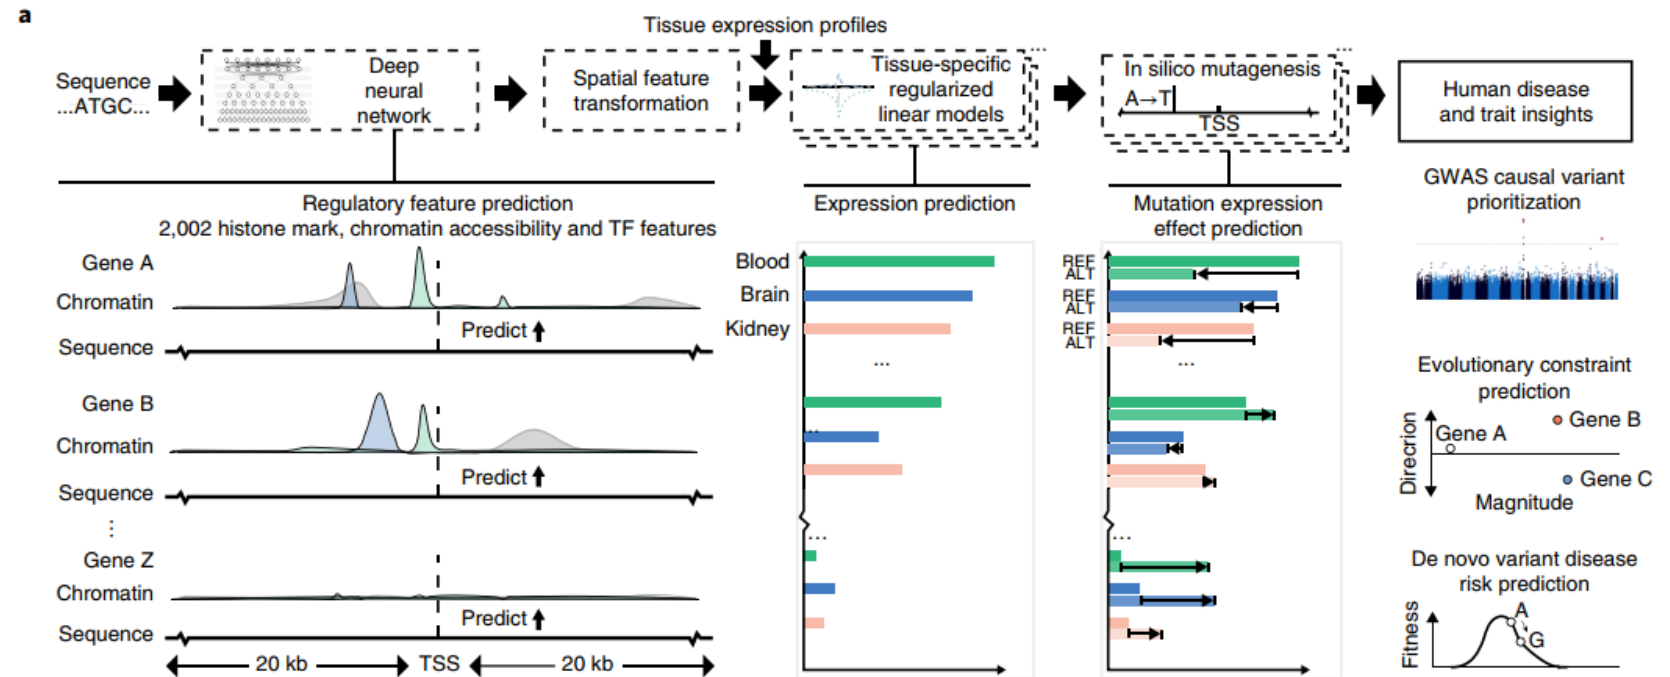 a
Tissue expression profiles
Sequence
...ATGC...
Deep
neural
network
Spatial feature
transformation
Tissue-specific
regularized
linear models
...
In silico mutagenesis
A→T
TSS
...
Human disease
and trait insights
Regulatory feature prediction
2,002 histone mark, chromatin accessibility and TF features
Gene A
Chromatin
Predict
Sequence
Gene B
Chromatin
Predict
Sequence
...
Gene Z
Chromatin
Predict
Sequence
20 kb TSS 20 kb
Expression prediction
Blood
Brain
Kidney
...
...
...
Mutation expression
effect prediction
REF
ALT
REF
ALT
REF
ALT
...
...
GWAS causal variant
prioritization
Evolutionary constraint
prediction
Direcrion
Gene A
Gene B
Gene C
Magnitude
De novo variant disease
risk prediction
Fitness
A
G